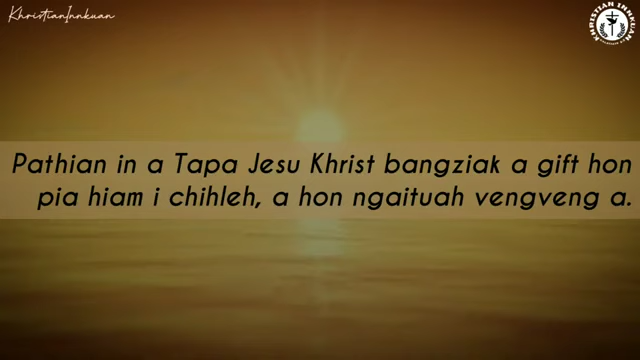 KhristianInnkuan
KHRISTIAN INNKUAN
Pathian in a Tapa Jesu Khrist bangziak a gift hon
pia hiam i chihleh, a hon ngaituah vengveng a.